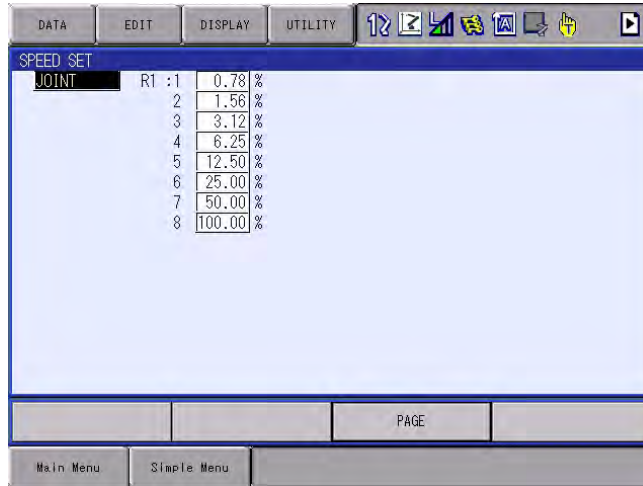 DATA EDIT DISPLAY UTILITY
SPEED SET
JOINT R1 :1 0.78 %
2 1.56 %
3 3.12 %
4 6.25 %
5 12.50 %
6 25.00 %
7 50.00 %
8 100.00 %
PAGE
Main Menu Simple Menu